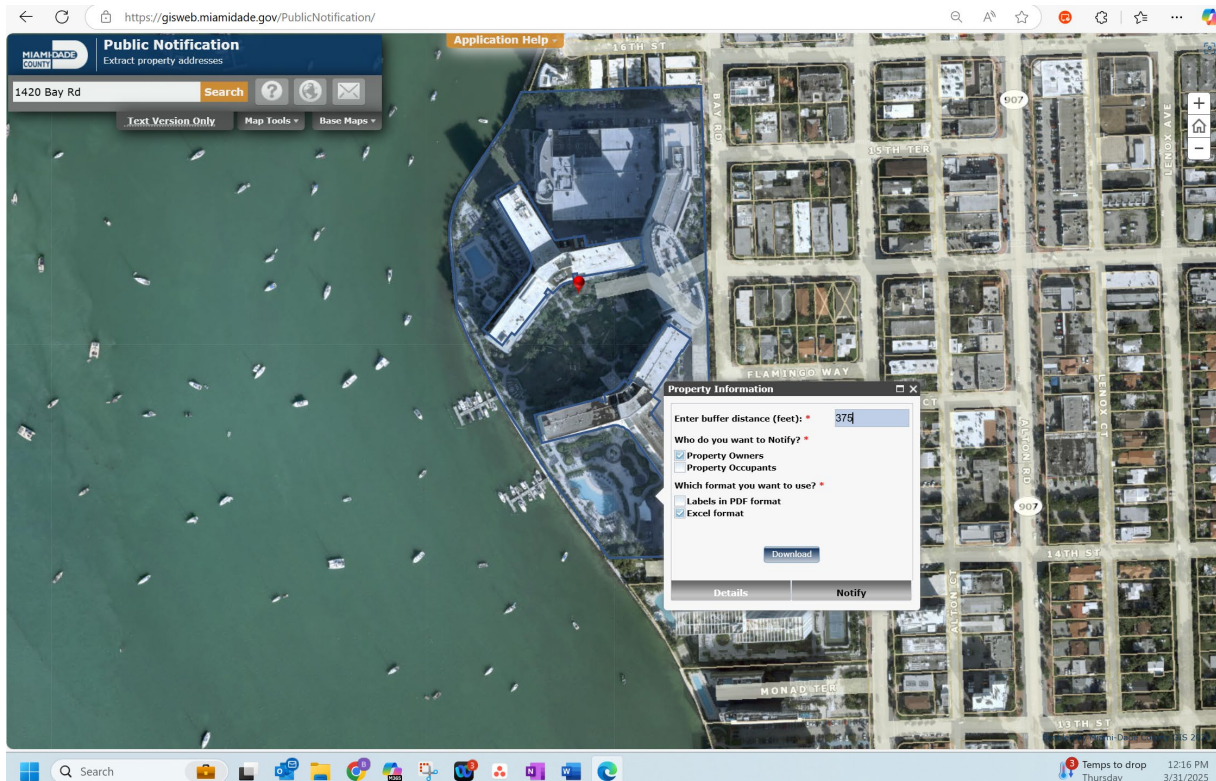 https://gisweb.miamidade.gov/PublicNotification/
MIAMI-DADE
COUNTY
Public Notification
Extract property addresses
Application Help
1420 Bay Rd
Search
?
Text Version Only
Map Tools
Base Maps
16TH ST
BAY RD
907
LENOX AVE
15TH TER
+
−
FLAMINGO WAY
Property Information
Enter buffer distance (feet): *
375
Who do you want to Notify? *
Property Owners
Property Occupants
Which format you want to use? *
Labels in PDF format
Excel format
Download
Details
Notify
CT
LENOX CT
ALTON RD
907
14TH ST
ALTON CT
MONAD TER
13TH ST
Search
M365
3
3
Temps to drop
Thursday
12:16 PM
3/31/2025